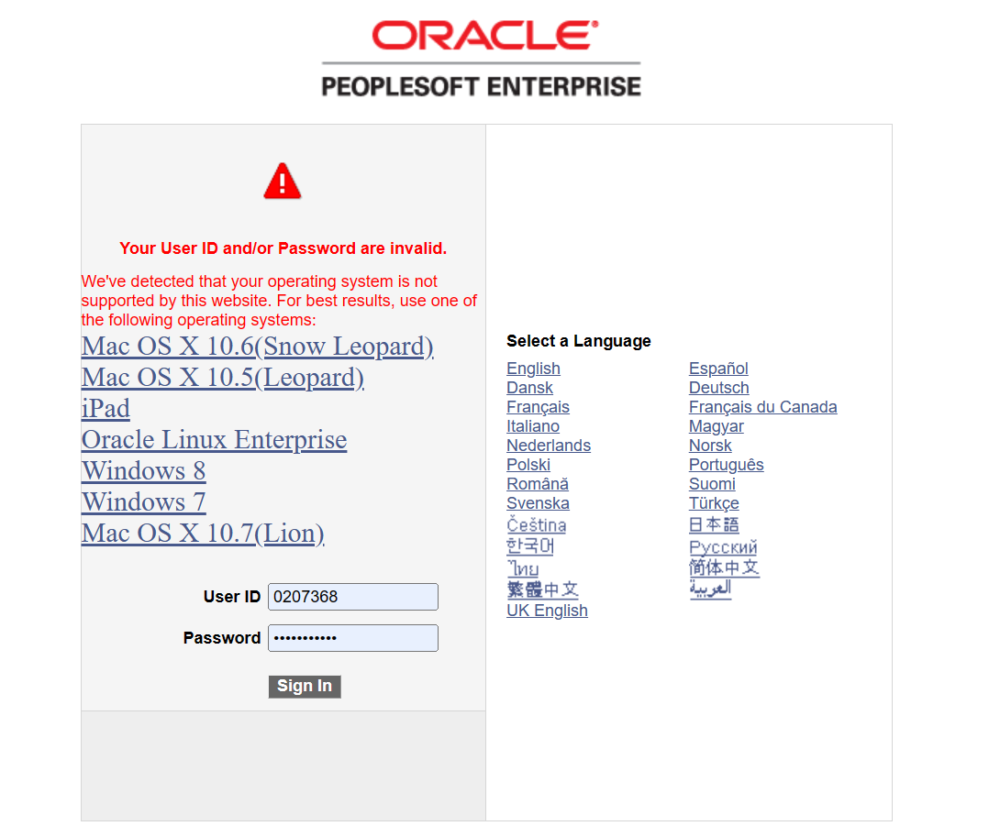 ORACLE
PEOPLESOFT ENTERPRISE
Your User ID and/or Password are invalid.
We've detected that your operating system is not
supported by this website. For best results, use one of
the following operating systems:
Mac OS X 10.6(Snow Leopard)
Mac OS X 10.5(Leopard)
iPad
Oracle Linux Enterprise
Windows 8
Windows 7
Mac OS X 10.7(Lion)
User ID 0207368
Password •••••••••••
Sign In
Select a Language
English Español
Dansk Deutsch
Français Français du Canada
Italiano Magyar
Nederlands Norsk
Polski Português
Română Suomi
Svenska Türkçe
Čeština 日本語
한국어 Русский
ไทย 简体中文
繁體中文 العربية
UK English